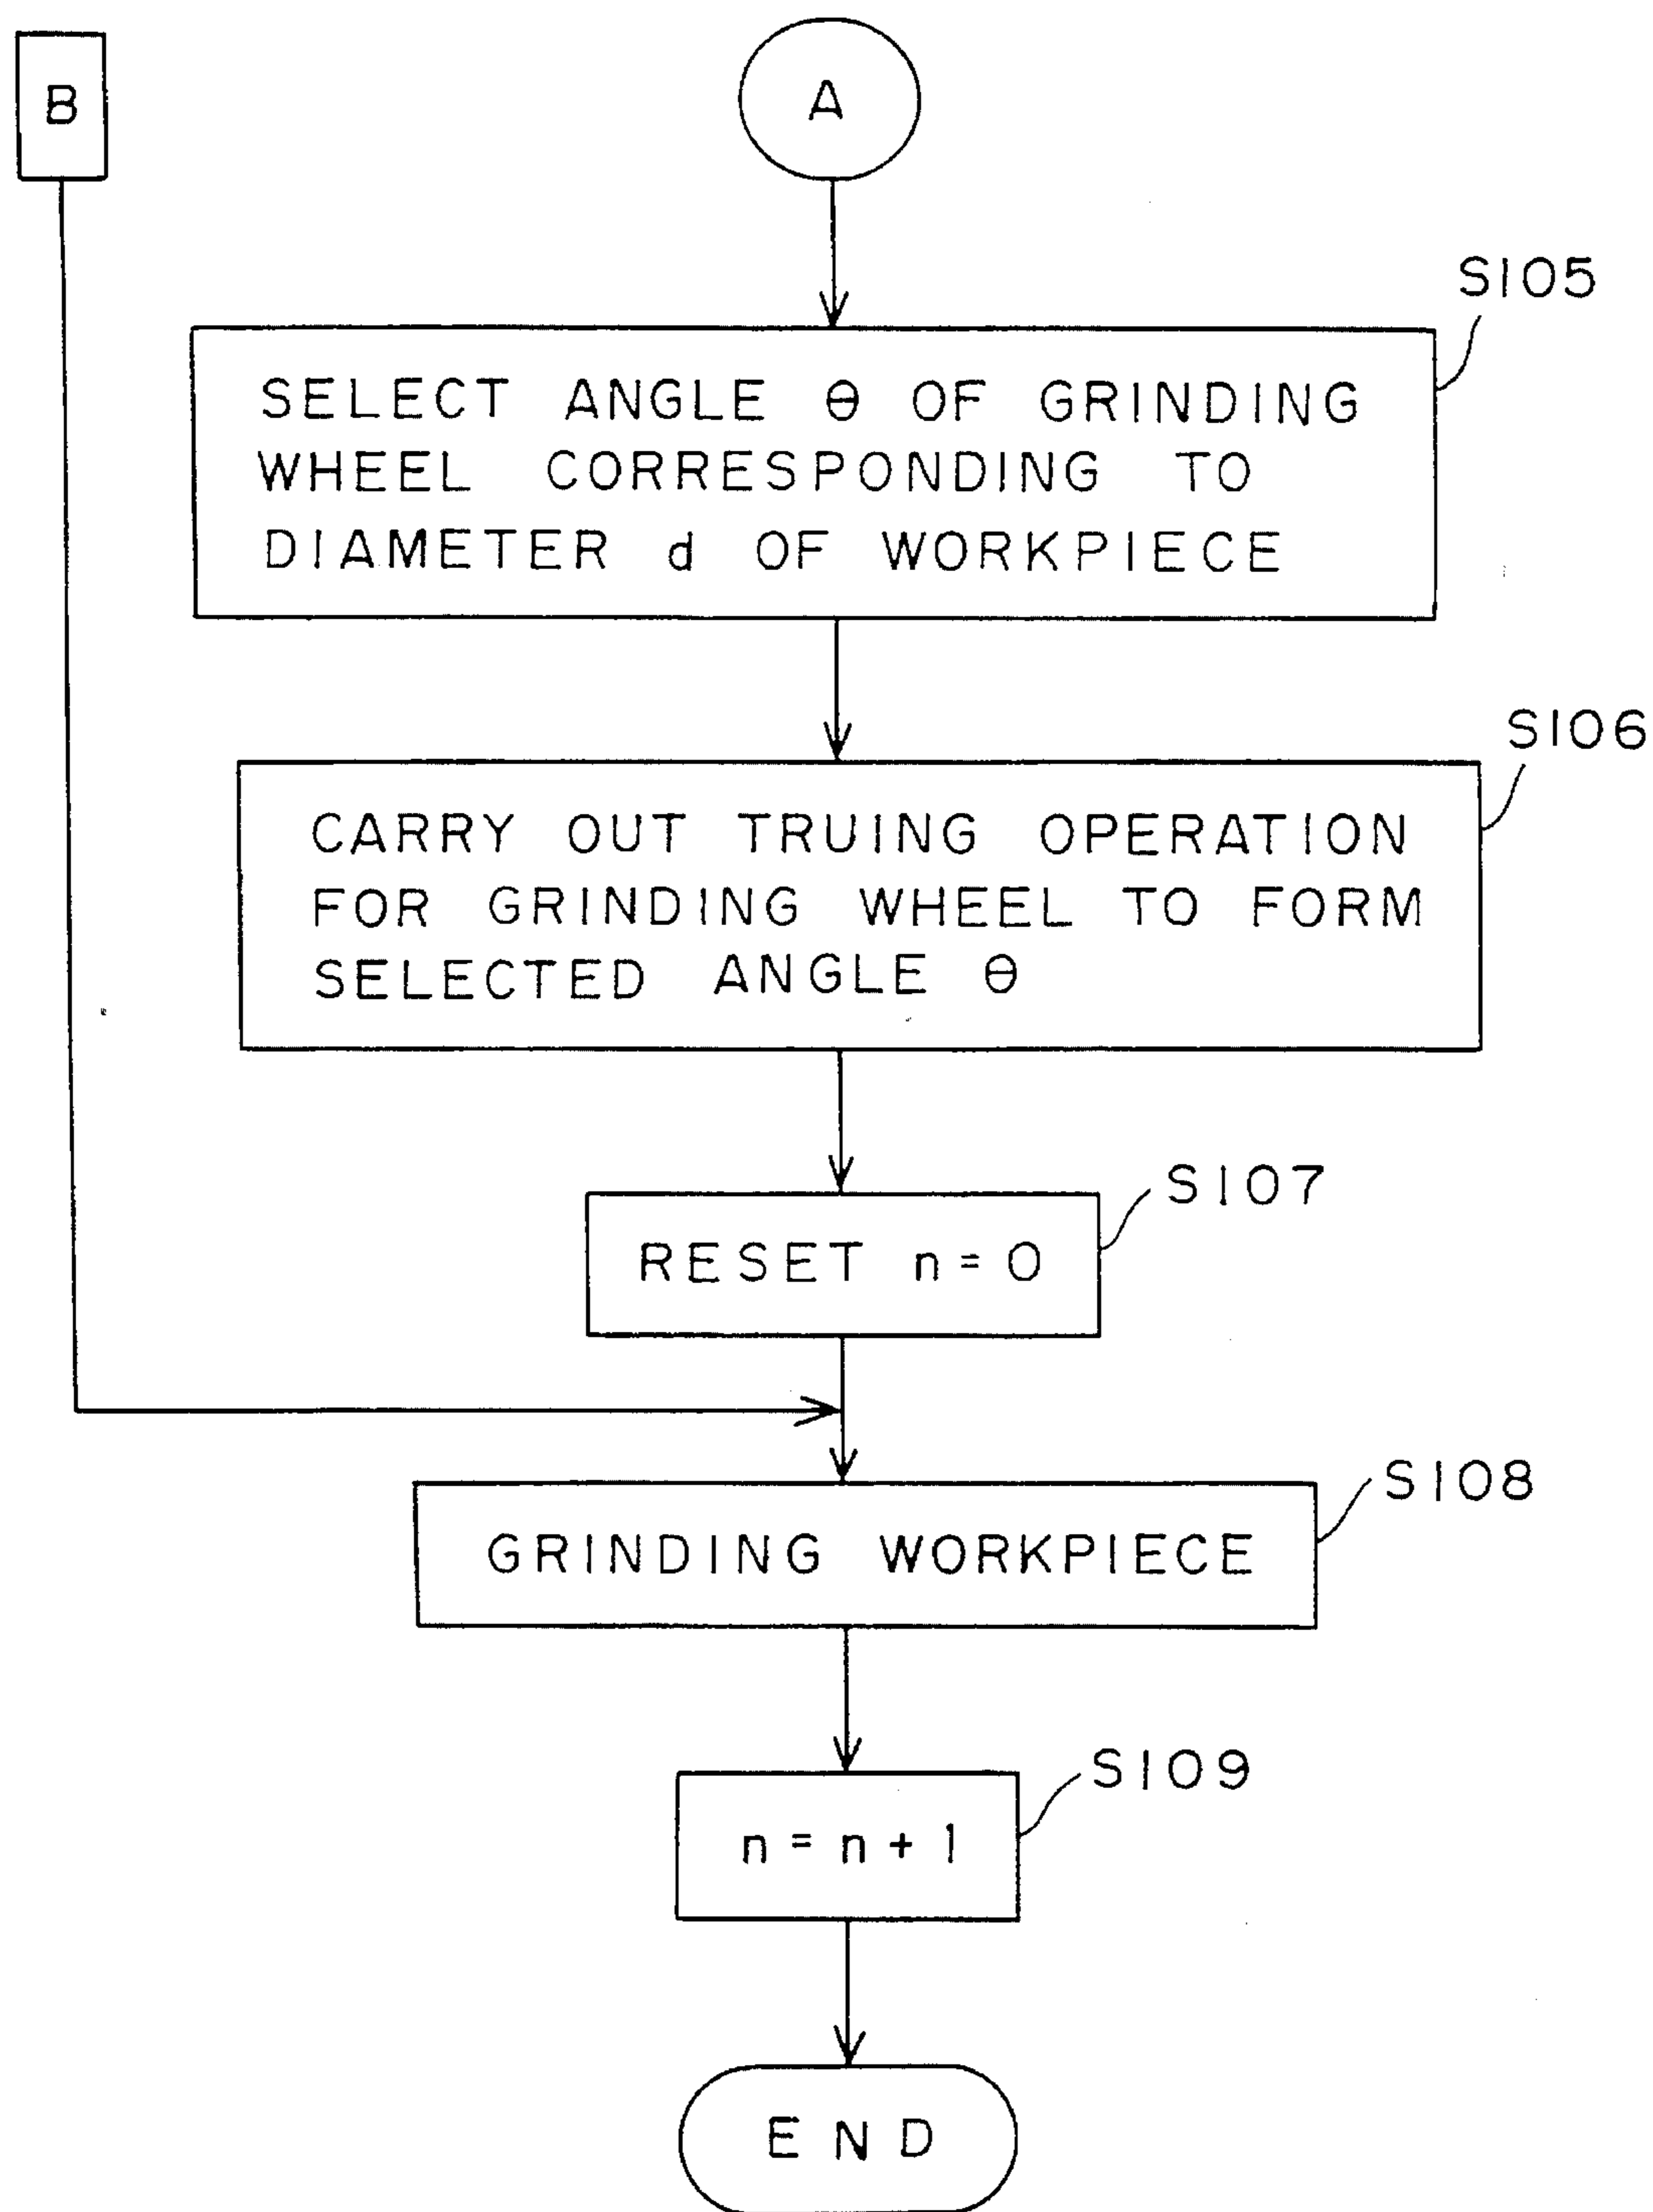 B
A
S105
SELECT ANGLE θ OF GRINDING
WHEEL CORRESPONDING TO
DIAMETER d OF WORKPIECE
S106
CARRY OUT TRUING OPERATION
FOR GRINDING WHEEL TO FORM
SELECTED ANGLE θ
S107
RESET n=0
S108
GRINDING WORKPIECE
S109
n=n+1
END